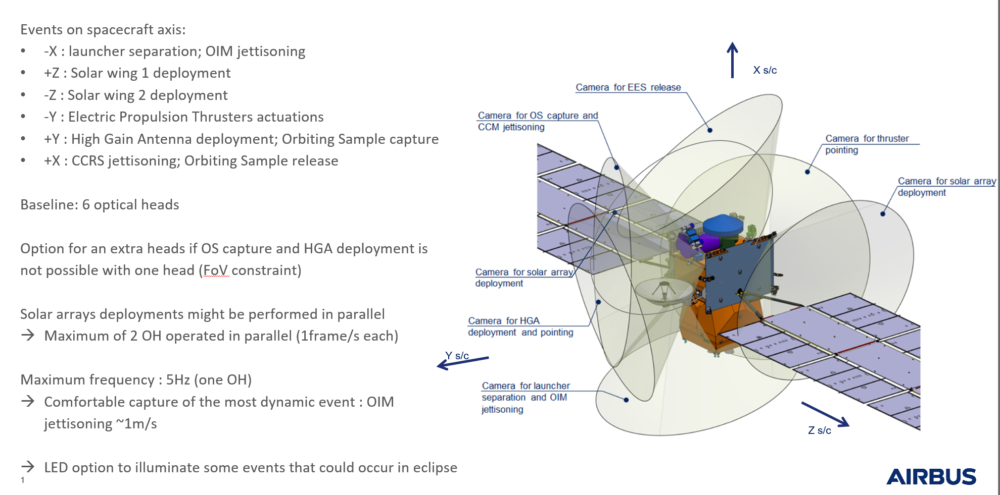 Events on spacecraft axis:
• -X : launcher separation; OIM jettisoning
• +Z : Solar wing 1 deployment
• -Z : Solar wing 2 deployment
• -Y : Electric Propulsion Thrusters actuations
• +Y : High Gain Antenna deployment; Orbiting Sample capture
• +X : CCRS jettisoning; Orbiting Sample release
Baseline: 6 optical heads
Option for an extra heads if OS capture and HGA deployment is
not possible with one head (FoV constraint)
Solar arrays deployments might be performed in parallel
→ Maximum of 2 OH operated in parallel (1frame/s each)
Maximum frequency : 5Hz (one OH)
→ Comfortable capture of the most dynamic event : OIM
jettisoning ~1m/s
→ LED option to illuminate some events that could occur in eclipse
1
X s/c
Camera for EES release
Camera for OS capture and
CCM jettisoning
Camera for thruster
pointing
Camera for solar array
deployment
Camera for solar array
deployment
Camera for HGA
deployment and pointing
Y s/c
Camera for launcher
separation and OIM
jettisoning
Z s/c
AIRBUS